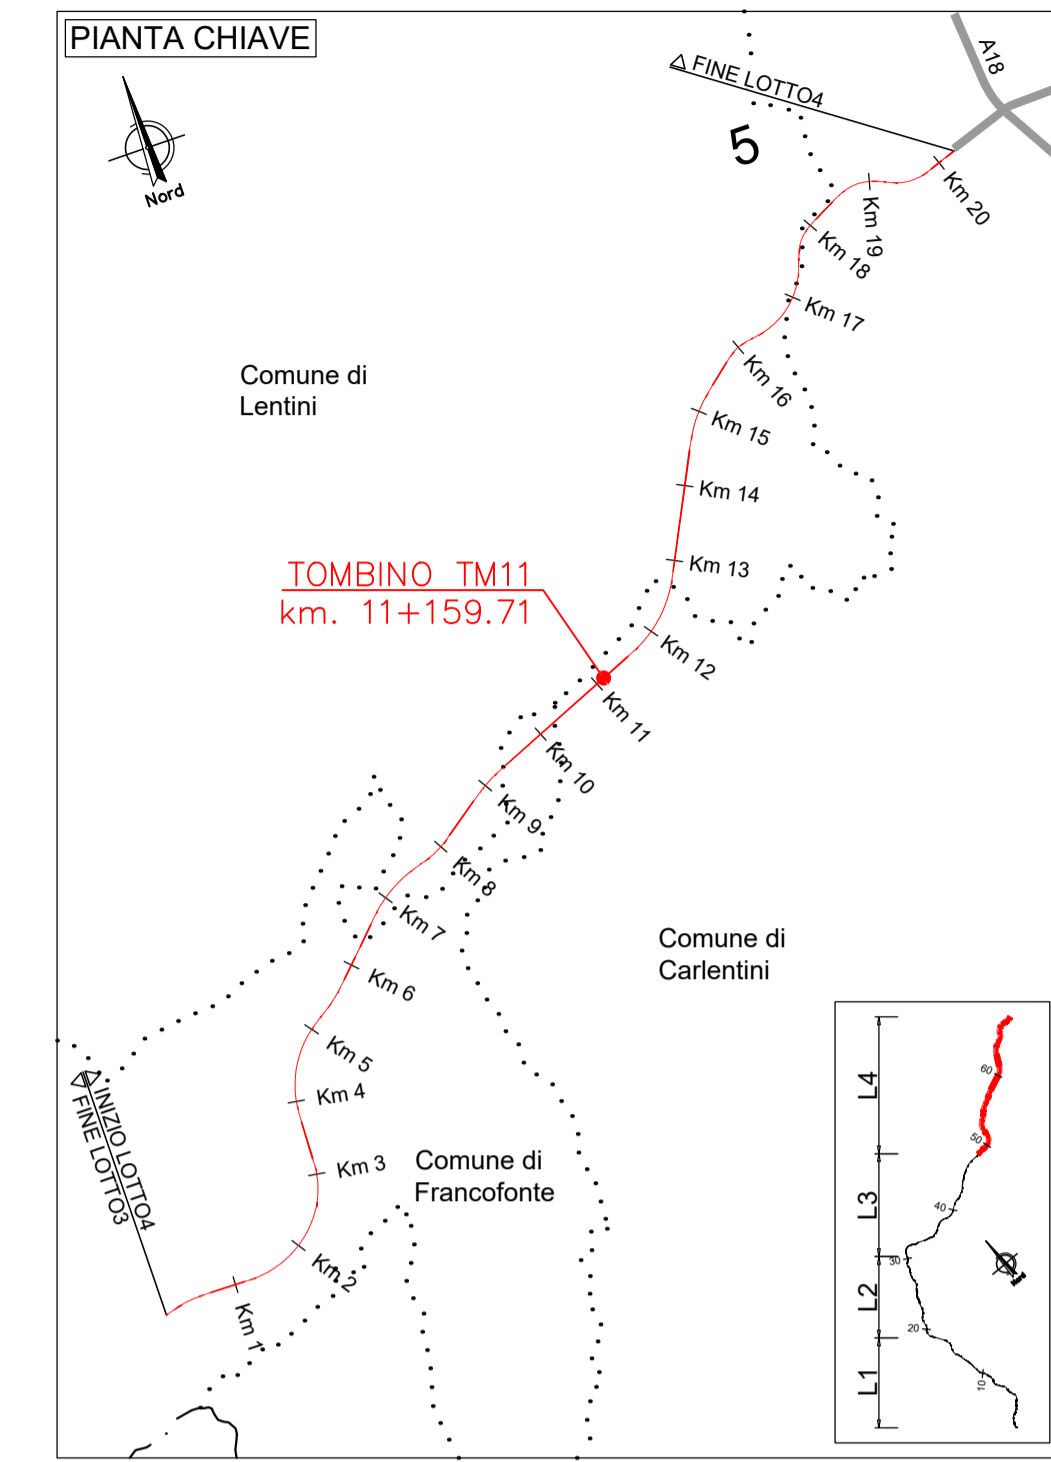 PIANTA CHIAVE
Nord
FINE LOTTO4
A18
5
Km 20
Km 19
Km 18
Km 17
Comune di
Lentini
Km 16
Km 15
Km 14
Km 13
TOMBINO TM11
km. 11+159.71
Km 12
Km 11
Km 10
Km 9
Km 8
Km 7
Comune di
Carlentini
Km 6
Km 5
Km 4
INIZIO LOTTO4
FINE LOTTO3
Km 3
Comune di
Francofonte
Km 2
Km 1
L4
60
50
L3
40
30
L2
20
L1
10